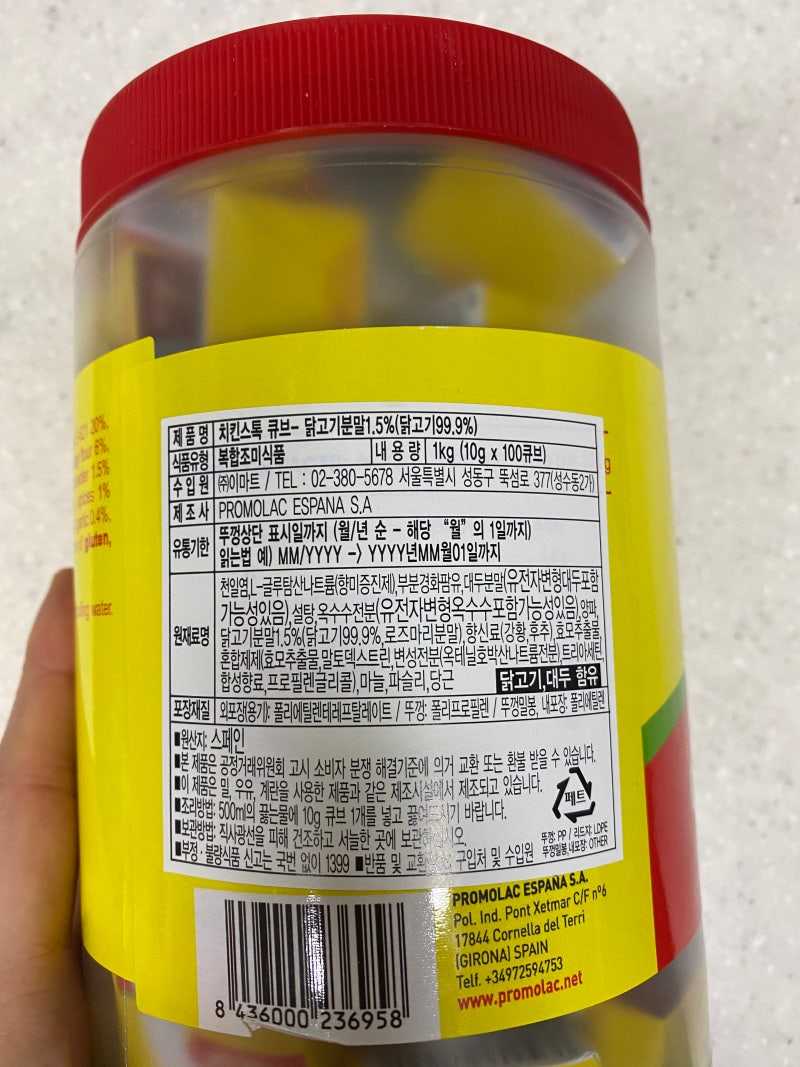 -621 20%,
flour 6%,
1.5%
spices 1%
0.4%,
of gluten,
water.
제 품 명 치킨스톡 큐브- 닭고기분말1.5%(닭고기99.9%)
식품유형 복합조미식품 내 용 량 1kg (10g x 100큐브)
수 입 원 ㈜이마트 / TEL : 02-380-5678 서울특별시 성동구 뚝섬로 377(성수동2가)
제 조 사 PROMOLAC ESPANA S.A
유통기한 뚜껑상단 표시일까지 (월/년 순 - 해당 “월” 의 1일까지)
읽는법 예) MM/YYYY -> YYYY년MM월01일까지
원재료명 천일염,L-글루탐산나트륨(향미증진제),부분경화팜유,대두분말(유전자변형대두포함
가능성있음),설탕,옥수수전분(유전자변형옥수수포함가능성있음),양파,
닭고기분말1.5%(닭고기99.9%,로즈마리분말),향신료(강황,후추),효모추출물,
혼합제제(효모추출물,말토덱스트린,변성전분(옥테닐호박산나트륨전분),트리아세틴,
합성향료,프로필렌글리콜),마늘,파슬리,당근 닭고기,대두 함유
포장재질 외포장(용기): 폴리에틸렌테레프탈레이트 / 뚜껑: 폴리프로필렌 / 뚜껑밀봉, 내포장: 폴리에틸렌
■원산지: 스페인
■본 제품은 공정거래위원회 고시 소비자 분쟁 해결기준에 의거 교환 또는 환불 받을 수 있습니다.
■이 제품은 밀, 우유, 계란을 사용한 제품과 같은 제조시설에서 제조되고 있습니다.
■조리방법: 500ml의 끓는물에 10g 큐브 1개를 넣고 끓여드시기 바랍니다.
■보관방법: 직사광선을 피해 건조하고 서늘한 곳에 보관하십시오.
■부정·불량식품 신고는 국번 없이 1399 ■반품 및 교환 구입처 및 수입원
페트
뚜껑: PP / 리드지: LDPE
뚜껑밀봉,내포장: OTHER
g
8 436000 236958
PROMOLAC ESPAÑA S.A.
Pol. Ind. Pont Xetmar C/F nº6
17844 Cornella del Terri
(GIRONA) SPAIN
Telf. +34972594753
www.promolac.net